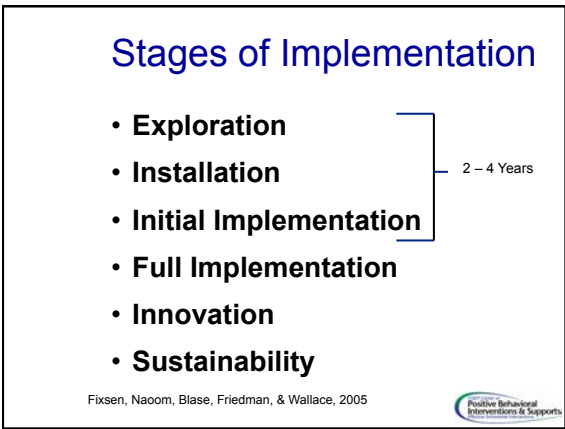 Stages of Implementation
• Exploration
• Installation
• Initial Implementation
2 – 4 Years
• Full Implementation
• Innovation
• Sustainability
Fixsen, Naoom, Blase, Friedman, & Wallace, 2005
Positive Behavioral
Interventions & Supports